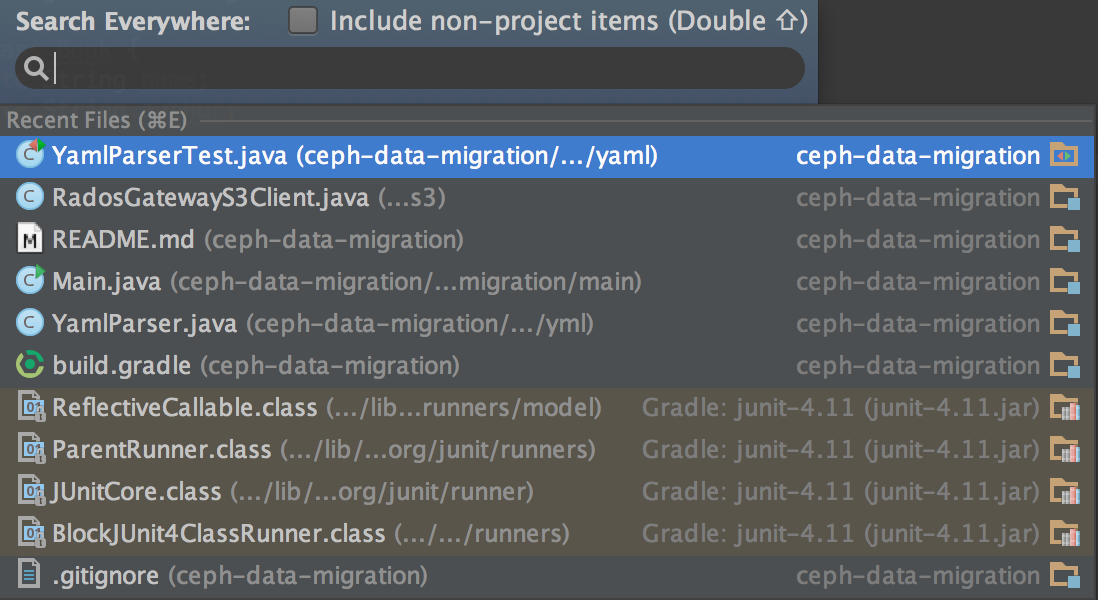 Search Everywhere: Include non-project items (Double ⇧)
Recent Files (⌘E)
YamlParserTest.java (ceph-data-migration/.../yaml) ceph-data-migration
RadosGatewayS3Client.java (...s3) ceph-data-migration
README.md (ceph-data-migration) ceph-data-migration
Main.java (ceph-data-migration/...migration/main) ceph-data-migration
YamlParser.java (ceph-data-migration/.../yml) ceph-data-migration
build.gradle (ceph-data-migration) ceph-data-migration
ReflectiveCallable.class (.../lib...runners/model) Gradle: junit-4.11 (junit-4.11.jar)
ParentRunner.class (.../lib/...org/junit/runners) Gradle: junit-4.11 (junit-4.11.jar)
JUnitCore.class (.../lib/...org/junit/runner) Gradle: junit-4.11 (junit-4.11.jar)
BlockJUnit4ClassRunner.class (.../.../runners) Gradle: junit-4.11 (junit-4.11.jar)
.gitignore (ceph-data-migration) ceph-data-migration